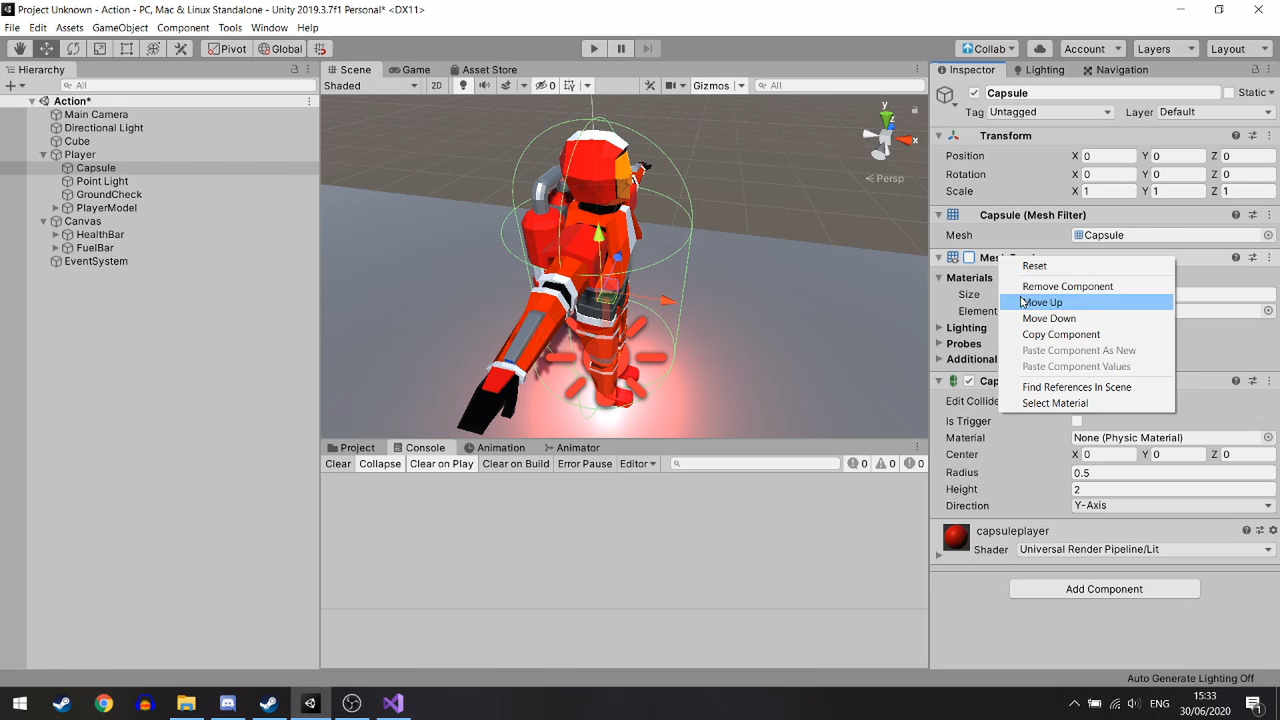 Project Unknown - Action - PC, Mac & Linux Standalone - Unity 2019.3.7f1 Personal* <DX11>
File Edit Assets GameObject Component Tools Window Help
Pivot Global Collab Account Layers Layout
Hierarchy
All
Action*
Main Camera
Directional Light
Cube
Player
Capsule
Point Light
GroundCheck
PlayerModel
Canvas
HealthBar
FuelBar
EventSystem
Scene Game Asset Store
Shaded 2D 0 Gizmos All
y
x
z
Persp
Project Console Animation Animator
Clear Collapse Clear on Play Clear on Build Error Pause Editor 0 0 0
Inspector Lighting Navigation
Capsule Static
Tag Untagged Layer Default
Transform
Position X 0 Y 0 Z 0
Rotation X 0 Y 0 Z 0
Scale X 1 Y 1 Z 1
Capsule (Mesh Filter)
Mesh Capsule
Materials
Size
Element
Lighting
Probes
Additional
Reset
Remove Component
Move Up
Move Down
Copy Component
Paste Component As New
Paste Component Values
Find References In Scene
Select Material
Cap
Edit Collide
Is Trigger
Material None (Physic Material)
Center X 0 Y 0 Z 0
Radius 0.5
Height 2
Direction Y-Axis
capsuleplayer
Shader Universal Render Pipeline/Lit
Add Component
Auto Generate Lighting Off
ENG
15:33
30/06/2020